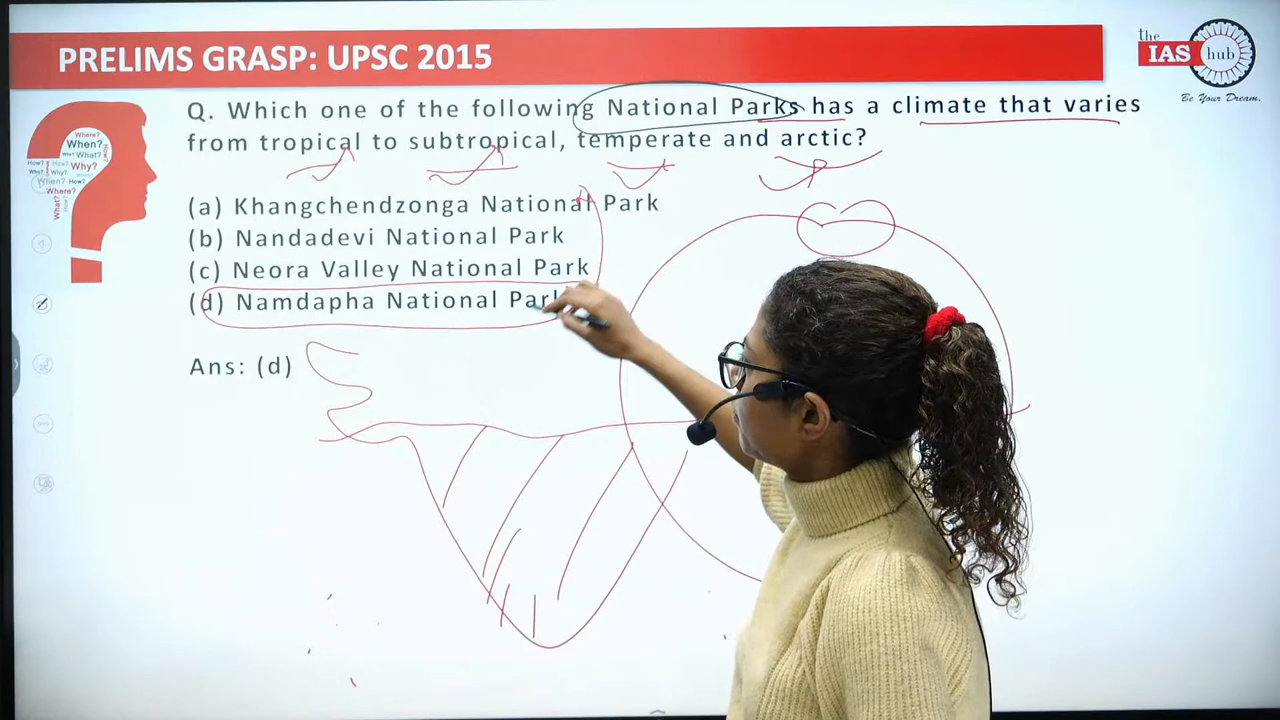 PRELIMS GRASP: UPSC 2015
the
IAS hub
Be Your Dream.
Q. Which one of the following National Parks has a climate that varies
from tropical to subtropical, temperate and arctic?
(a) Khangchendzonga National Park
(b) Nandadevi National Park
(c) Neora Valley National Park
(d) Namdapha National Park
Ans: (d)
Where?
When?
What?
Why?
How?
When?
Where?